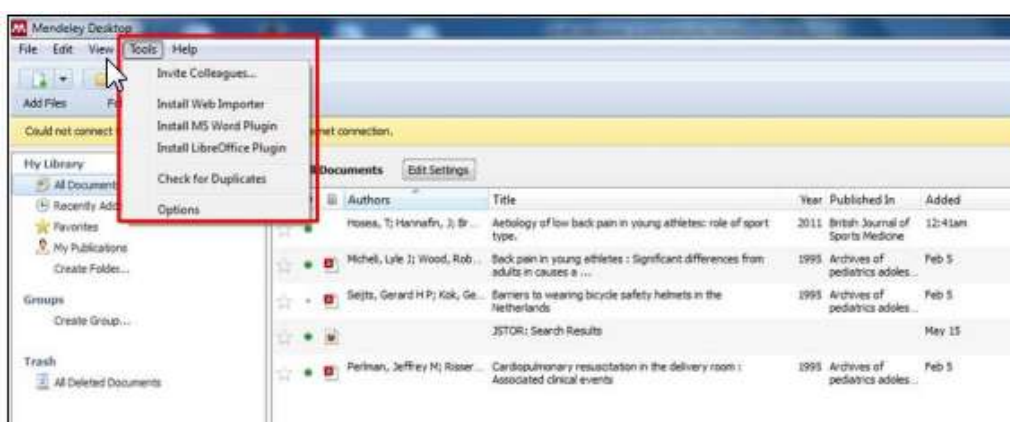 Mendeley Desktop
File Edit View Tools Help
Invite Colleagues...
Add Files
Install Web Importer
Install MS Word Plugin
Install LibreOffice Plugin
Check for Duplicates
Options
Could not connect
connection.
My Library
All Document
Recently Add
Favorites
My Publications
Create Folder...
Groups
Create Group...
Trash
All Deleted Documents
Documents Edit Settings
Authors Title Year Published In Added
Hosea, T; Hannafin, J; Br... Aetiology of low back pain in young athletes: role of sport 2011 British Journal of 12:41am
type. Sports Medicine
Micheli, Lyle J; Wood, Rob... Back pain in young athletes : Significant differences from 1995 Archives of Feb 5
adults in causes a ... pediatrics adoles...
Seijts, Gerard H P; Kok, Ge... Barriers to wearing bicycle safety helmets in the 1995 Archives of Feb 5
Netherlands pediatrics adoles...
JSTOR: Search Results May 15
Perlman, Jeffrey M; Risser... Cardiopulmonary resuscitation in the delivery room : 1995 Archives of Feb 5
Associated clinical events pediatrics adoles...